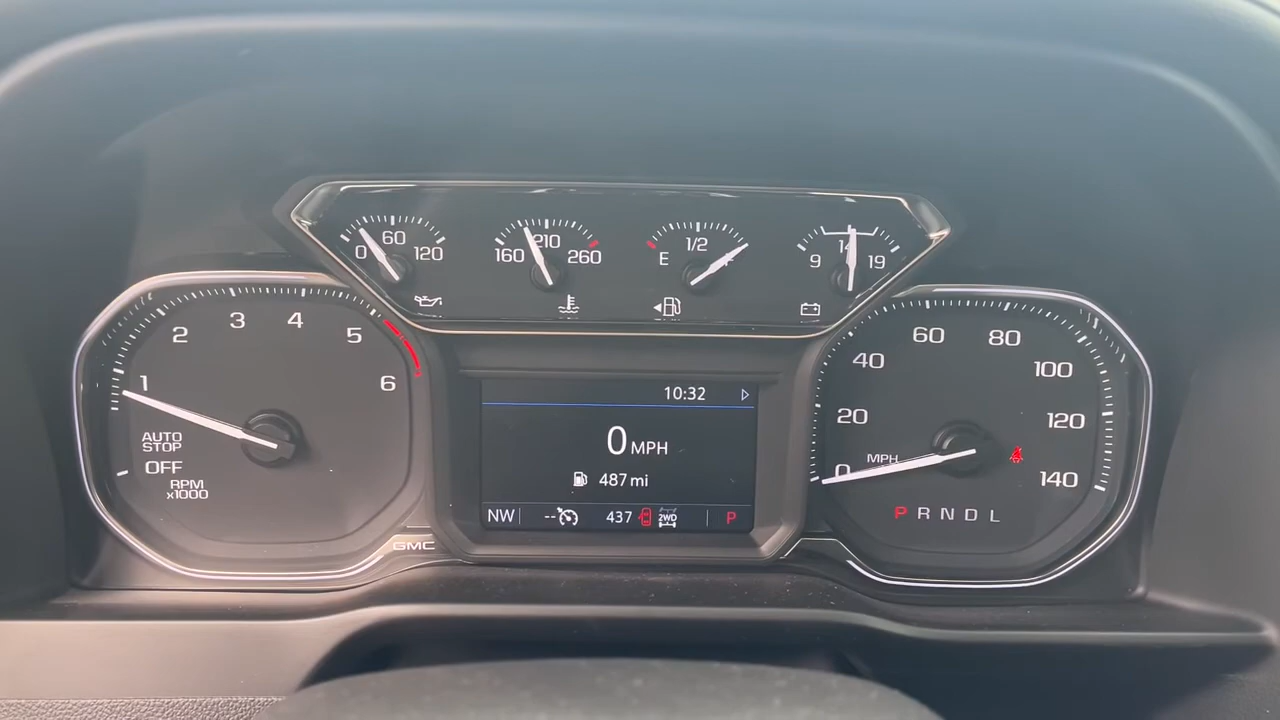 0 60 120
160 210 260
E 1/2
9 14 19
1 2 3 4 5 6
AUTO
STOP
OFF
RPM
x1000
GMC
10:32
0 MPH
487 mi
NW -- 437 2WD P
0 20 40 60 80 100 120 140
MPH
P R N D L